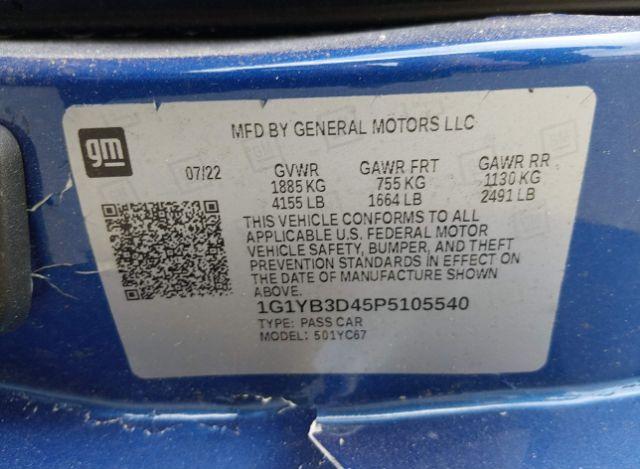 gm
MFD BY GENERAL MOTORS LLC
07/22 GVWR GAWR FRT GAWR RR
1885 KG 755 KG 1130 KG
4155 LB 1664 LB 2491 LB
THIS VEHICLE CONFORMS TO ALL
APPLICABLE U.S. FEDERAL MOTOR
VEHICLE SAFETY, BUMPER, AND THEFT
PREVENTION STANDARDS IN EFFECT ON
THE DATE OF MANUFACTURE SHOWN
ABOVE.
1G1YB3D45P5105540
TYPE: PASS CAR
MODEL: 501YC67